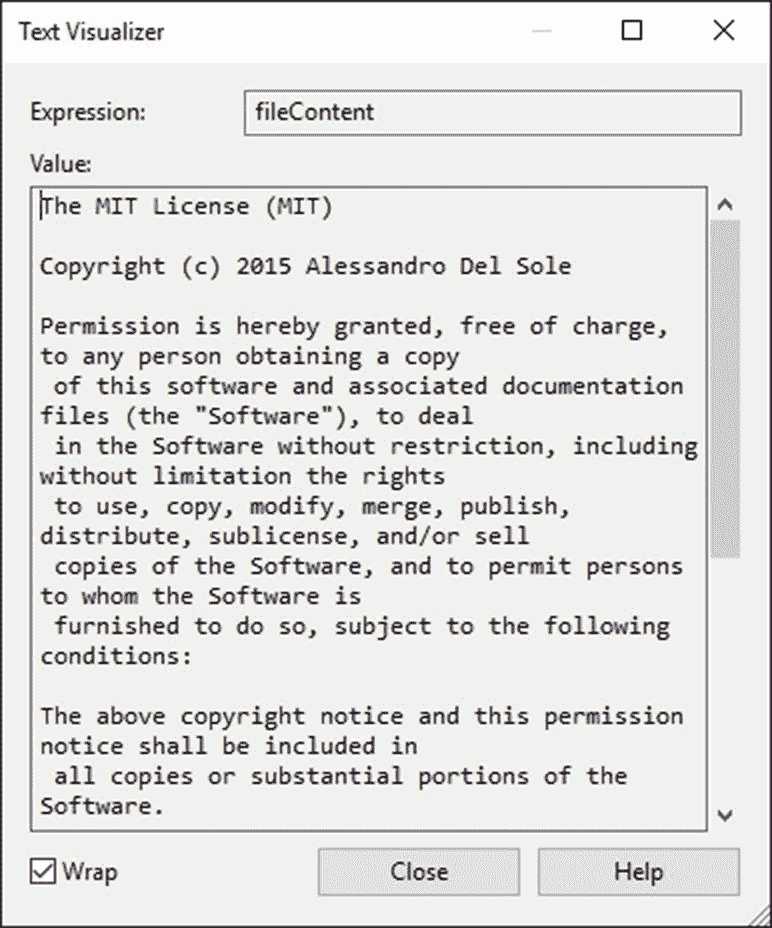 Text Visualizer
Expression: fileContent
Value:
The MIT License (MIT)
Copyright (c) 2015 Alessandro Del Sole
Permission is hereby granted, free of charge,
to any person obtaining a copy
of this software and associated documentation
files (the "Software"), to deal
in the Software without restriction, including
without limitation the rights
to use, copy, modify, merge, publish,
distribute, sublicense, and/or sell
copies of the Software, and to permit persons
to whom the Software is
furnished to do so, subject to the following
conditions:
The above copyright notice and this permission
notice shall be included in
all copies or substantial portions of the
Software.
Wrap Close Help